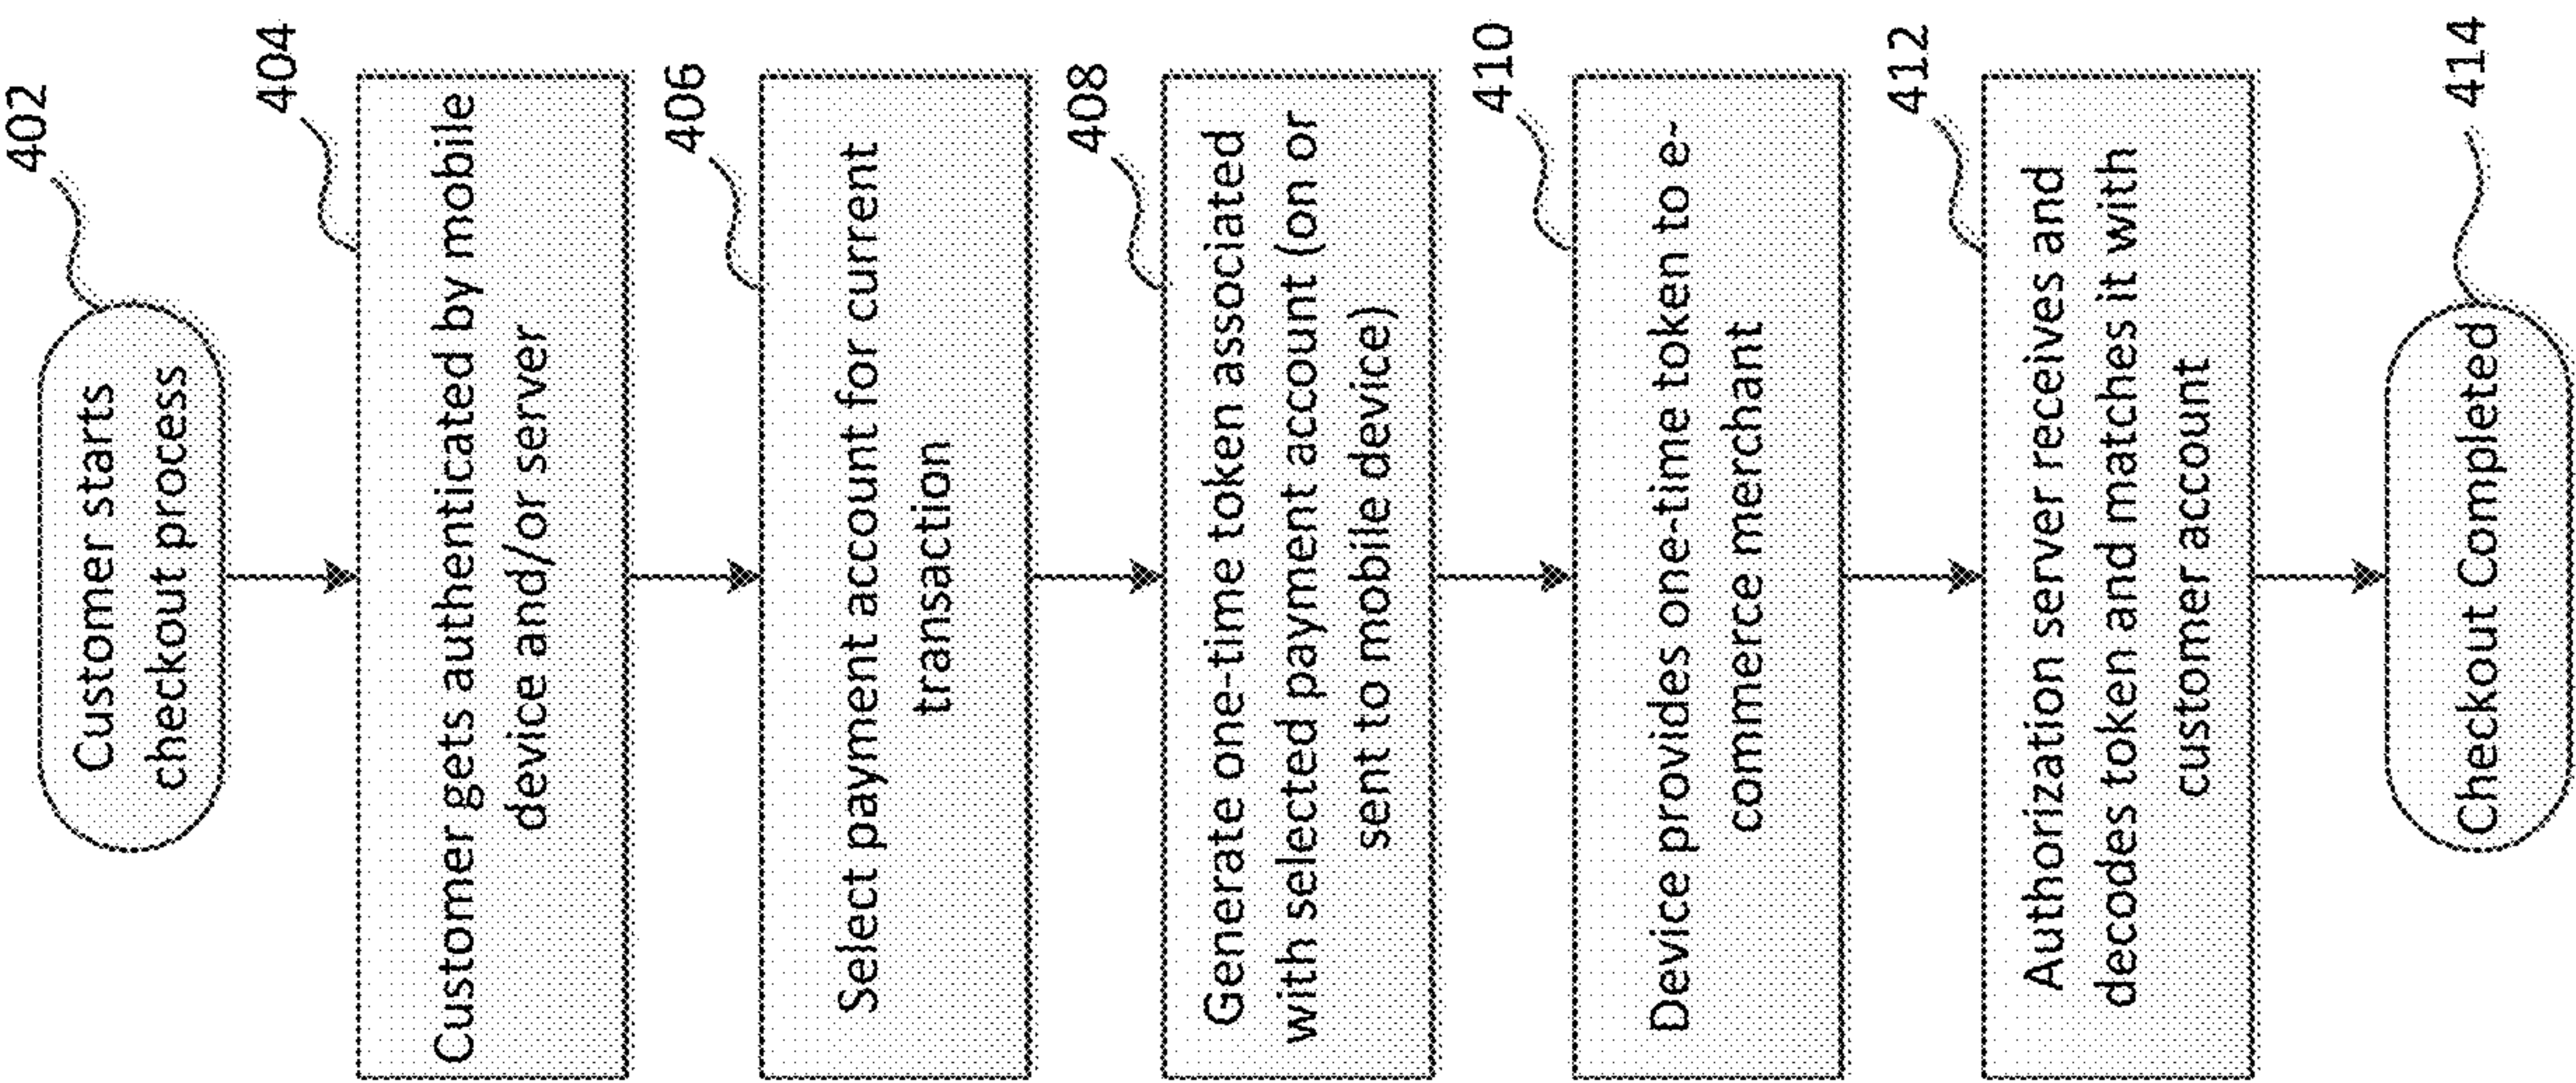 402
Customer starts
checkout process
404
Customer gets authenticated by mobile
device and/or server
406
Select payment account for current
transaction
408
Generate one-time token associated
with selected payment account (on or
sent to mobile device)
410
Device provides one-time token to e-
commerce merchant
412
Authorization server receives and
decodes token and matches it with
customer account
414
Checkout Completed